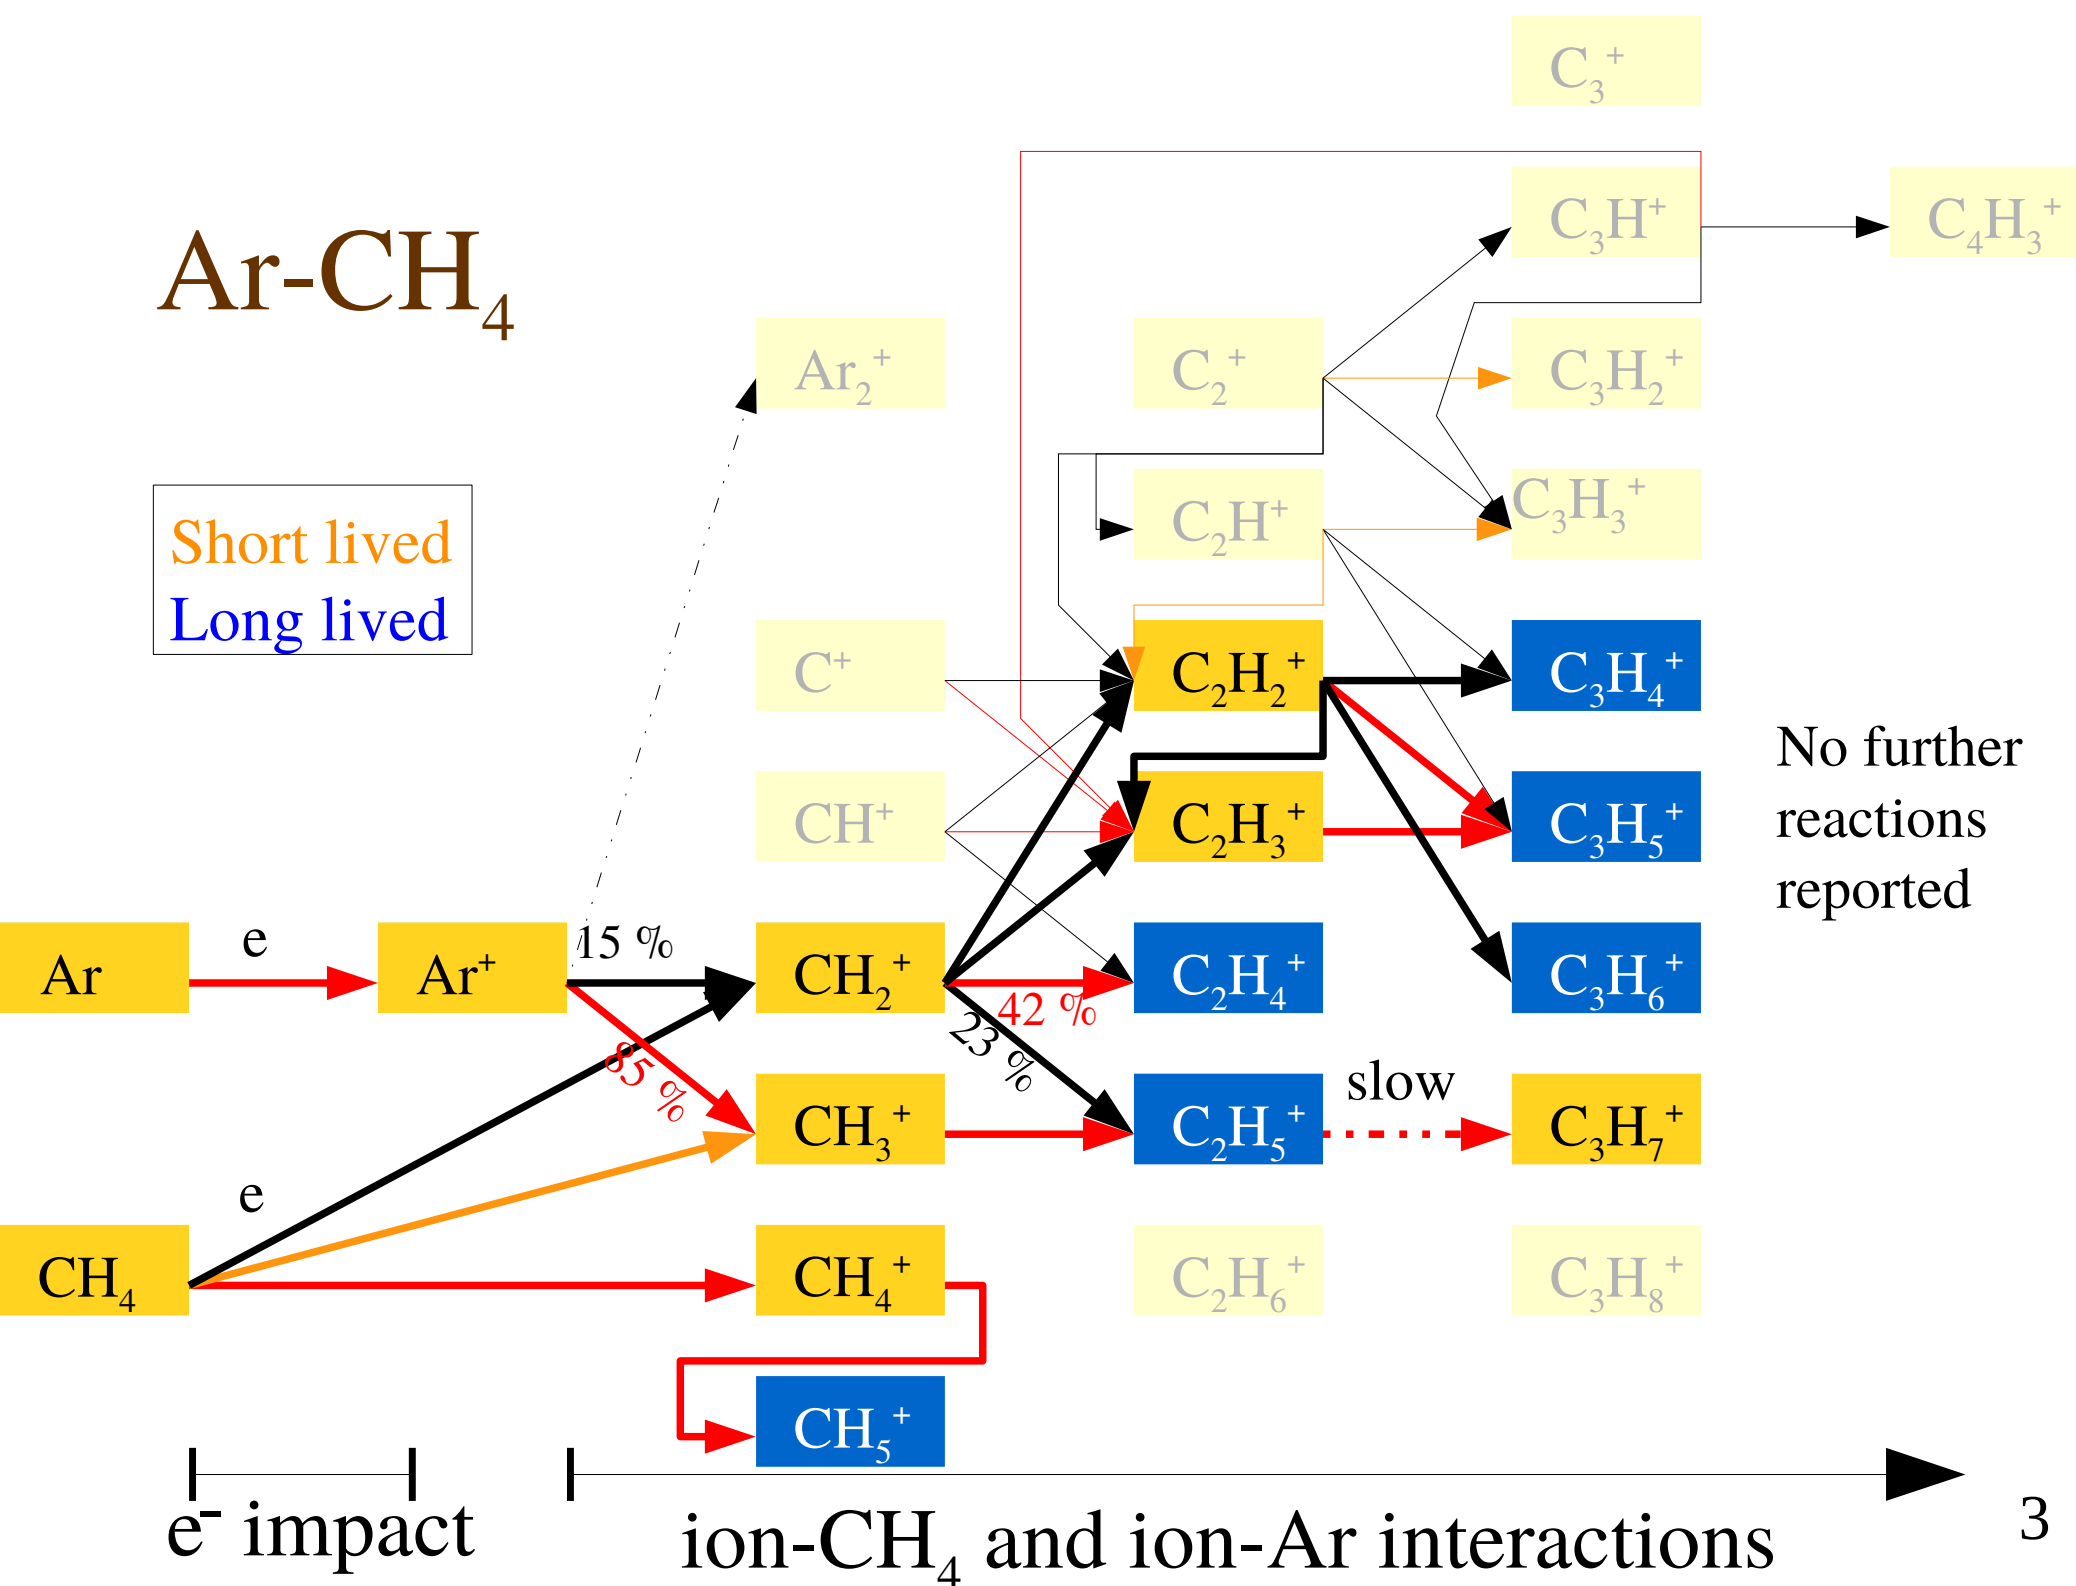 C₃⁺
C₃H⁺
C₄H₃⁺
Ar-CH₄
Ar₂⁺
C₂⁺
C₃H₂⁺
Short lived
Long lived
C₂H⁺
C₃H₃⁺
C⁺
C₂H₂⁺
C₃H₄⁺
CH⁺
C₂H₃⁺
C₃H₅⁺
No further
reactions
reported
e
15 %
Ar
Ar⁺
CH₂⁺
C₂H₄⁺
C₃H₆⁺
42 %
23 %
85 %
slow
CH₃⁺
C₂H₅⁺
C₃H₇⁺
e
CH₄
CH₄⁺
C₂H₆⁺
C₃H₈⁺
CH₅⁺
e⁻ impact
ion-CH₄ and ion-Ar interactions
3